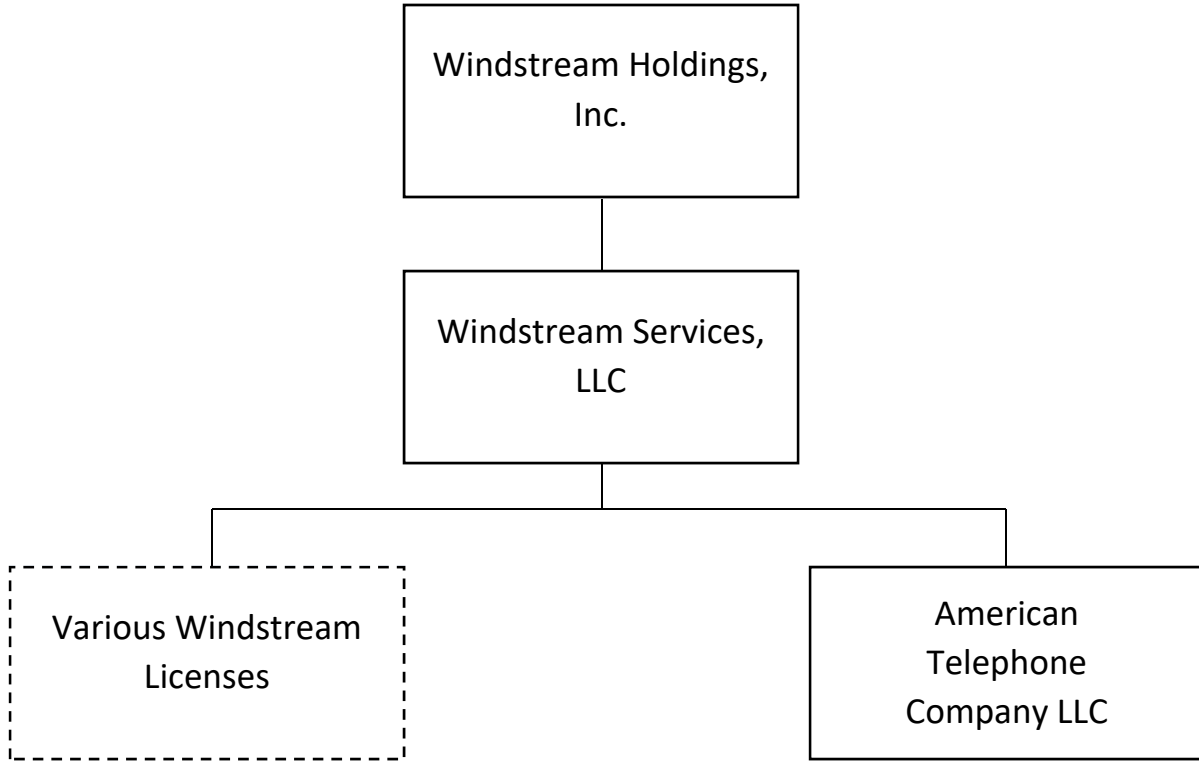 Windstream Holdings,
Inc.
Windstream Services,
LLC
Various Windstream
Licenses
American
Telephone
Company LLC